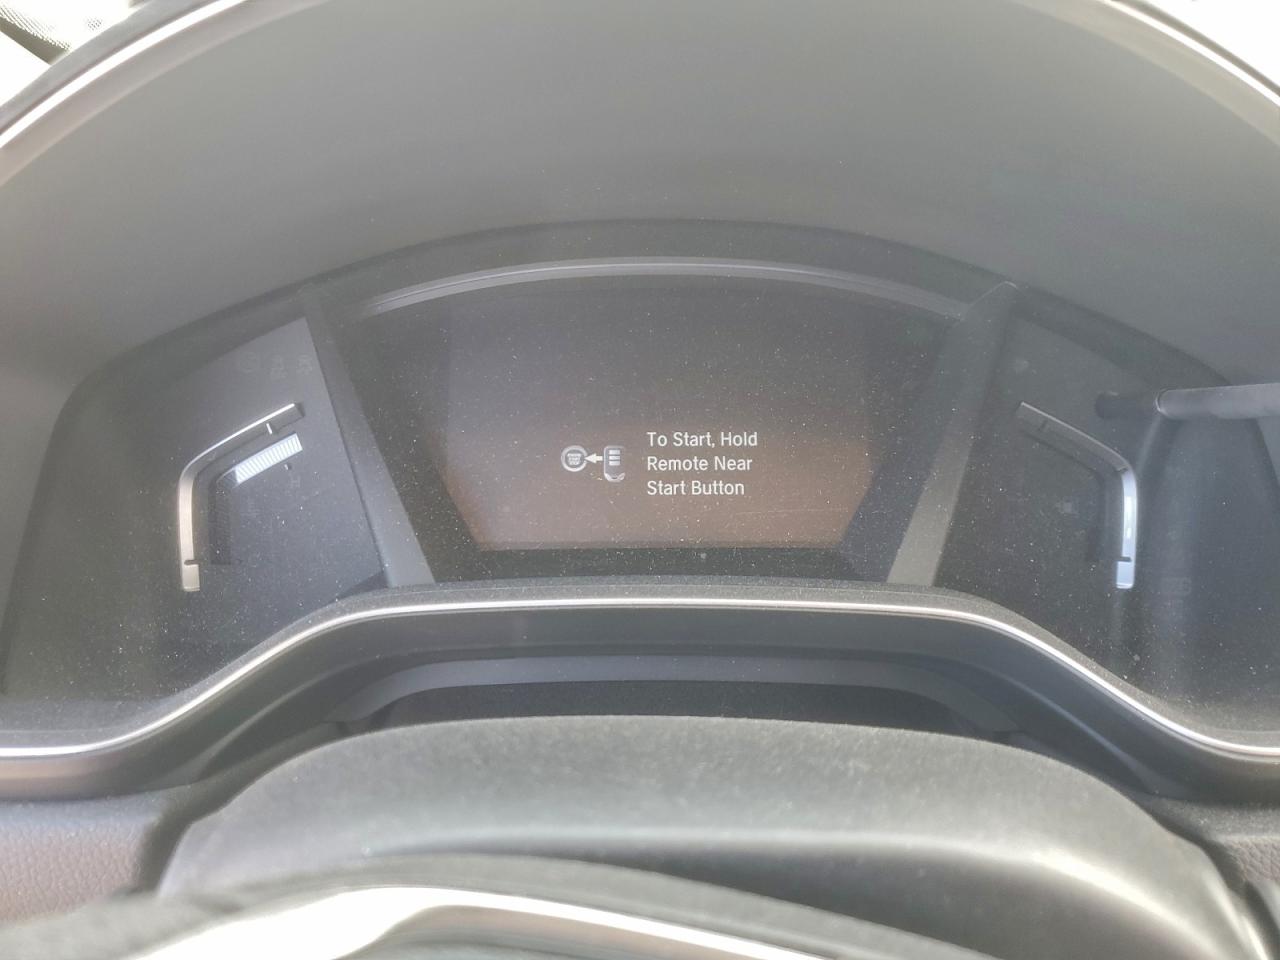 To Start, Hold
Remote Near
Start Button